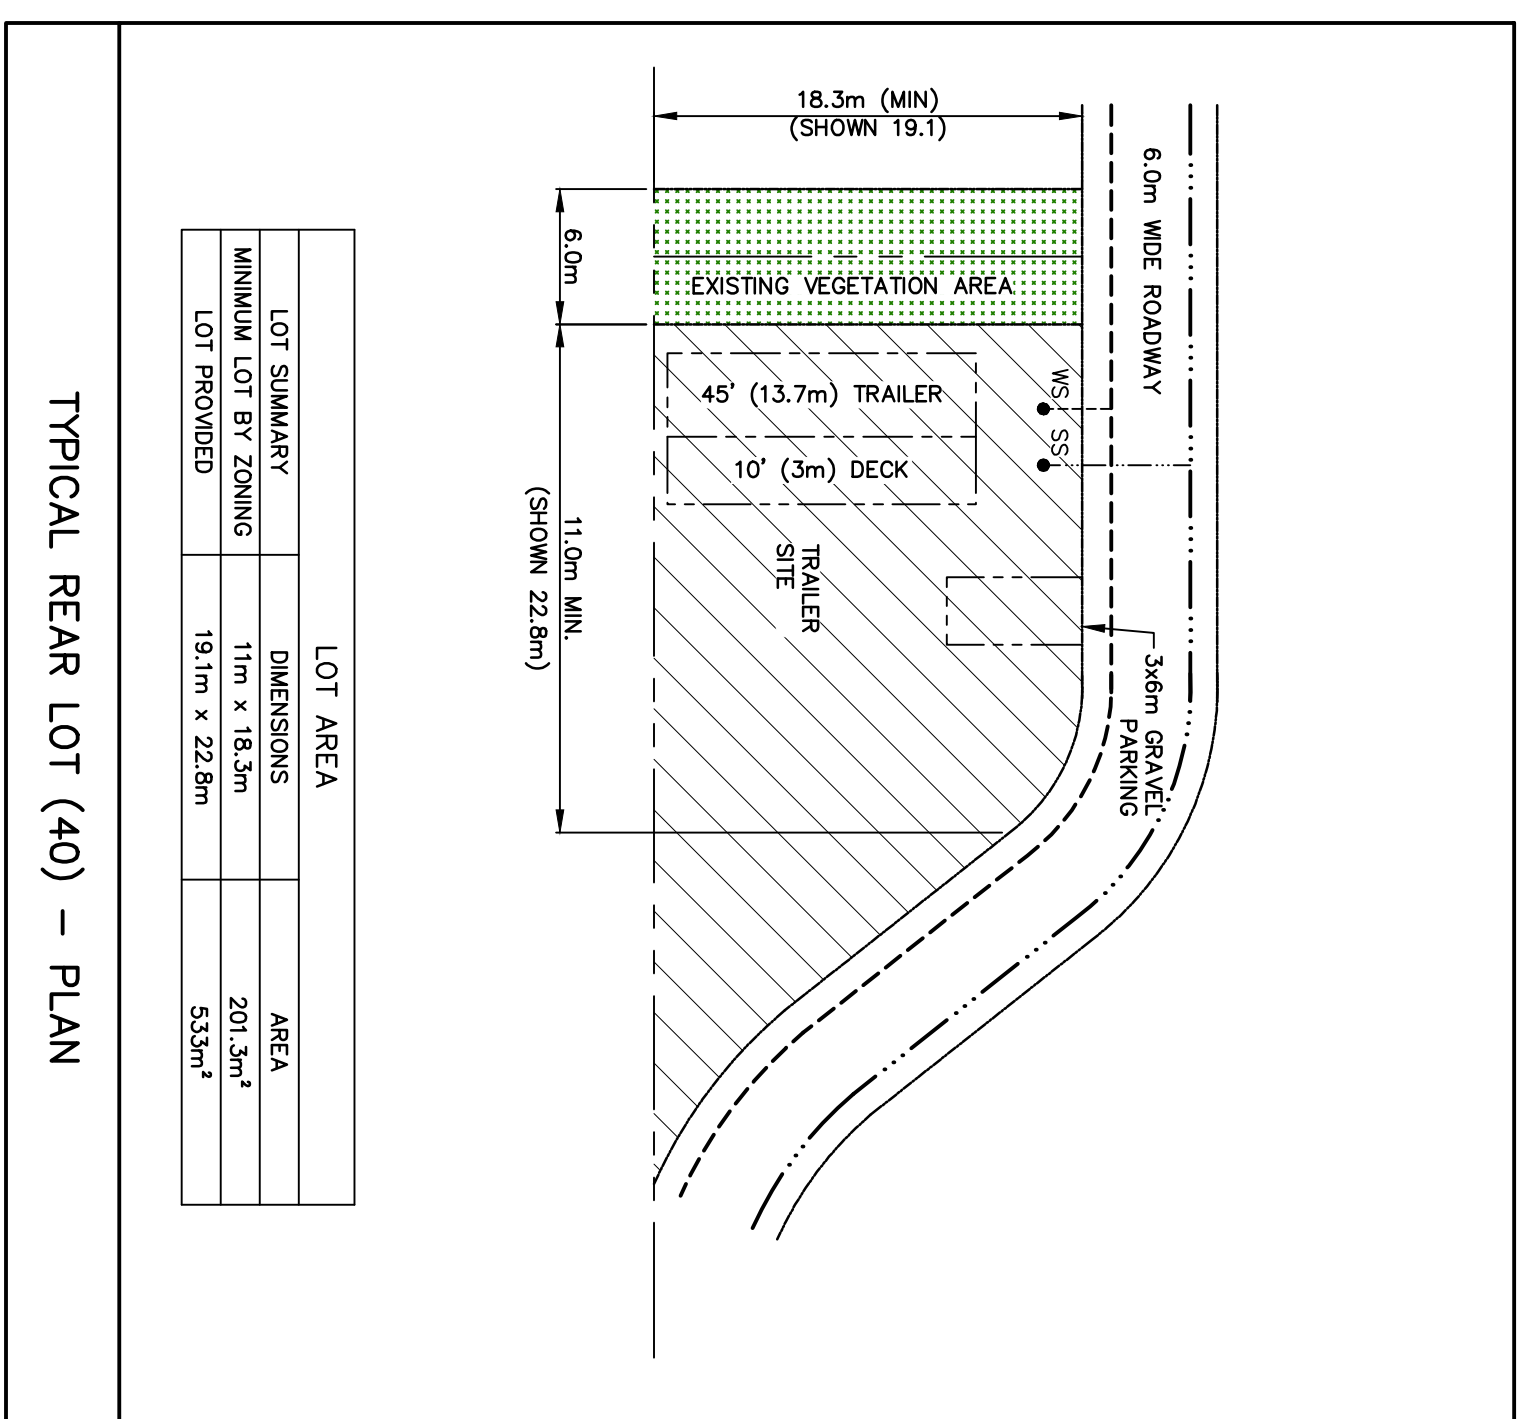 18.3m (MIN)
(SHOWN 19.1)
6.0m WIDE ROADWAY
6.0m
EXISTING VEGETATION AREA
45' (13.7m) TRAILER
10' (3m) DECK
WS
SS
TRAILER
SITE
11.0m MIN.
(SHOWN 22.8m)
3x6m GRAVEL
PARKING
LOT AREA
LOT SUMMARY DIMENSIONS AREA
MINIMUM LOT BY ZONING 11m x 18.3m 201.3m²
LOT PROVIDED 19.1m x 22.8m 533m²
TYPICAL REAR LOT (40) – PLAN